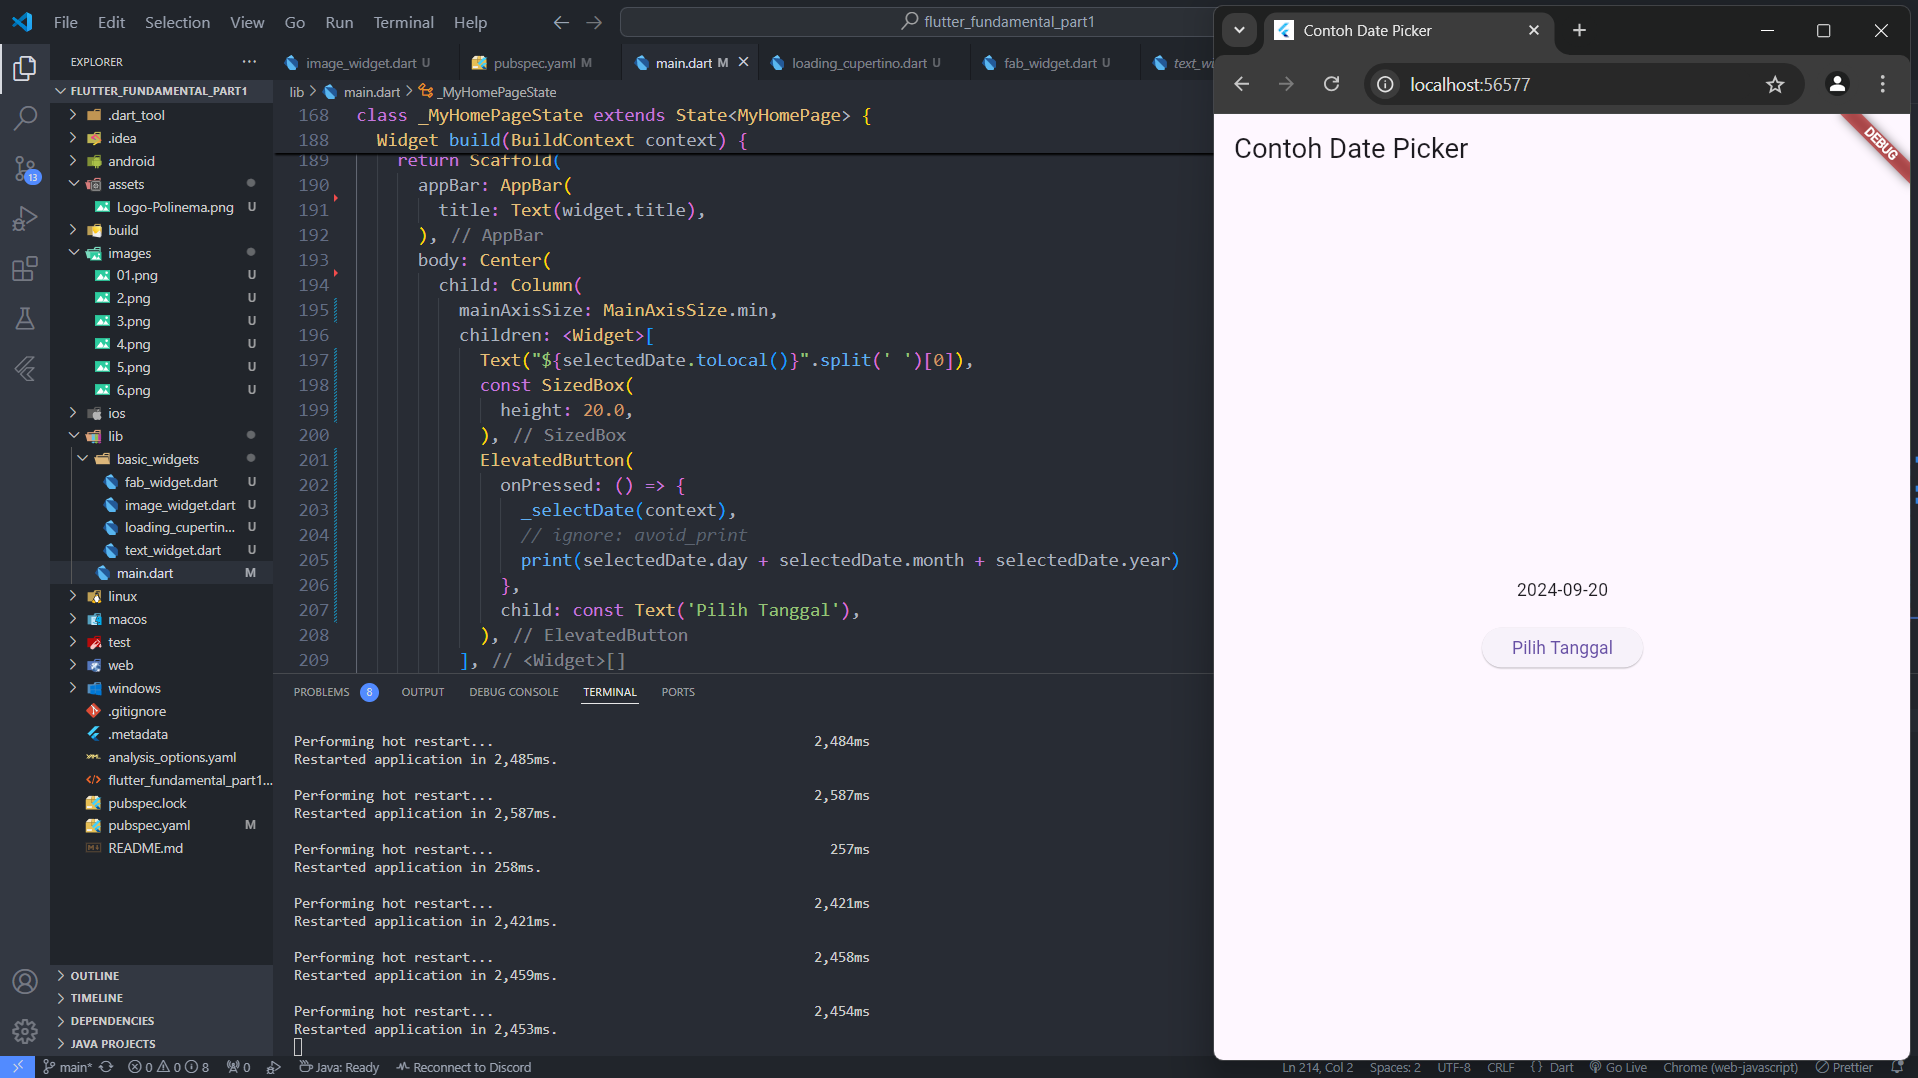 File Edit Selection View Go Run Terminal Help
flutter_fundamental_part1
EXPLORER
FLUTTER_FUNDAMENTAL_PART1
.dart_tool
.idea
android
assets
Logo-Polinema.png U
build
images
01.png U
2.png U
3.png U
4.png U
5.png U
6.png U
ios
lib
basic_widgets
fab_widget.dart U
image_widget.dart U
loading_cupertin... U
text_widget.dart U
main.dart M
linux
macos
test
web
windows
.gitignore
.metadata
analysis_options.yaml
flutter_fundamental_part1...
pubspec.lock
pubspec.yaml M
README.md
OUTLINE
TIMELINE
DEPENDENCIES
JAVA PROJECTS
13
image_widget.dart U pubspec.yaml M main.dart M loading_cupertino.dart U fab_widget.dart U text_wi
lib > main.dart > _MyHomePageState
168 class _MyHomePageState extends State<MyHomePage> {
188 Widget build(BuildContext context) {
189 return Scaffold(
190 appBar: AppBar(
191 title: Text(widget.title),
192 ), // AppBar
193 body: Center(
194 child: Column(
195 mainAxisSize: MainAxisSize.min,
196 children: <Widget>[
197 Text("${selectedDate.toLocal()}".split(' ')[0]),
198 const SizedBox(
199 height: 20.0,
200 ), // SizedBox
201 ElevatedButton(
202 onPressed: () => {
203 _selectDate(context),
204 // ignore: avoid_print
205 print(selectedDate.day + selectedDate.month + selectedDate.year)
206 },
207 child: const Text('Pilih Tanggal'),
208 ), // ElevatedButton
209 ], // <Widget>[]
PROBLEMS 8 OUTPUT DEBUG CONSOLE TERMINAL PORTS
Performing hot restart... 2,484ms
Restarted application in 2,485ms.
Performing hot restart... 2,587ms
Restarted application in 2,587ms.
Performing hot restart... 257ms
Restarted application in 258ms.
Performing hot restart... 2,421ms
Restarted application in 2,421ms.
Performing hot restart... 2,458ms
Restarted application in 2,459ms.
Performing hot restart... 2,454ms
Restarted application in 2,453ms.
main* 0 0 8 0 Java: Ready Reconnect to Discord Ln 214, Col 2 Spaces: 2 UTF-8 CRLF {} Dart Go Live Chrome (web-javascript) Prettier
Contoh Date Picker
localhost:56577
Contoh Date Picker
DEBUG
2024-09-20
Pilih Tanggal